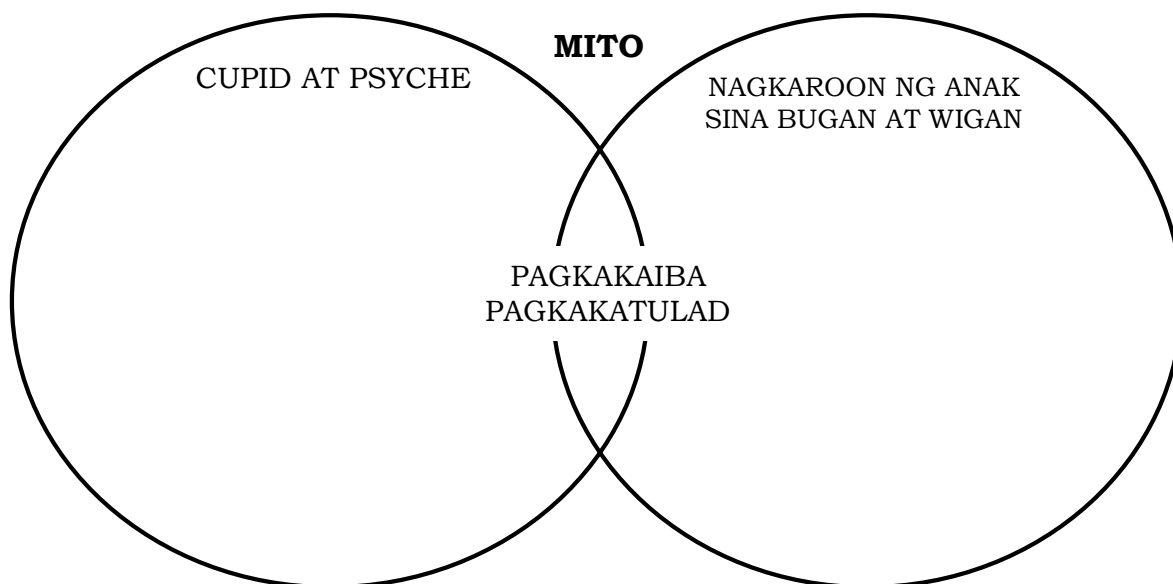 MITO
CUPID AT PSYCHE
NAGKAROON NG ANAK
SINA BUGAN AT WIGAN
PAGKAKAIBA
PAGKAKATULAD